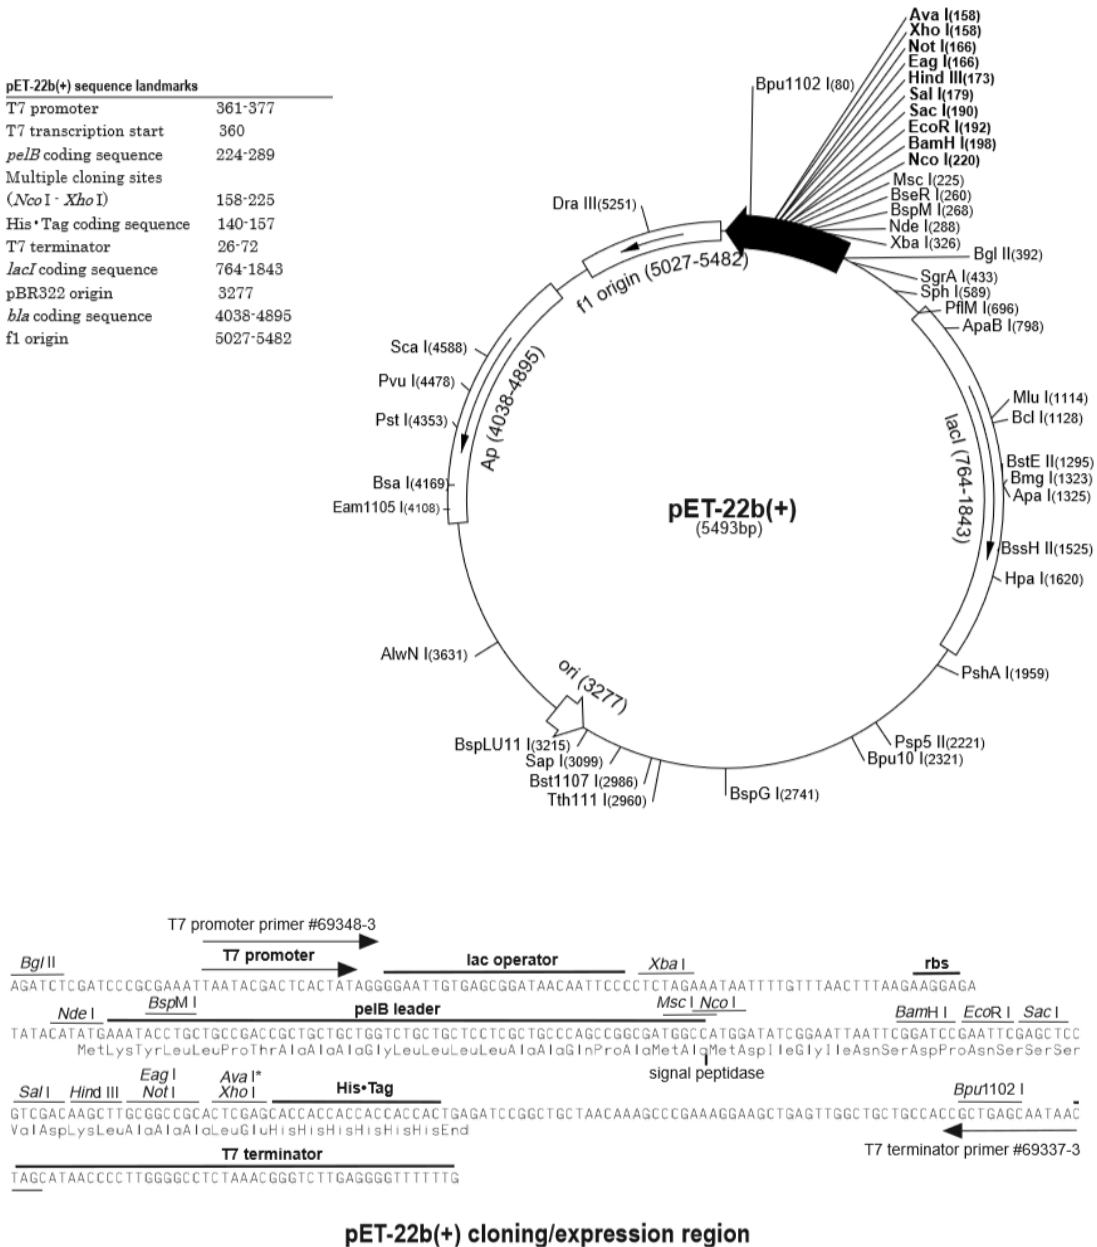 pET-22b(+) sequence landmarks
T7 promoter 361-377
T7 transcription start 360
pelB coding sequence 224-289
Multiple cloning sites
(NcoI - XhoI) 158-225
His•Tag coding sequence 140-157
T7 terminator 26-72
lacI coding sequence 764-1843
pBR322 origin 3277
bla coding sequence 4038-4895
f1 origin 5027-5482
Ava I(158)
Xho I(158)
Not I(166)
Eag I(166)
Hind III(173)
Sal I(179)
Sac I(190)
EcoR I(192)
BamH I(198)
Nco I(220)
Msc I(225)
BseR I(260)
BspM I(268)
Nde I(288)
Xba I(326)
Bgl II(392)
SgrA I(433)
Sph I(589)
PflM I(696)
ApaB I(798)
Mlu I(1114)
Bcl I(1128)
BstE II(1295)
Bmg I(1323)
Apa I(1325)
BssH II(1525)
Hpa I(1620)
PshA I(1959)
Psp5 II(2221)
Bpu10 I(2321)
BspG I(2741)
Tth111 I(2960)
Bst1107 I(2986)
Sap I(3099)
BspLU11 I(3215)
AlwN I(3631)
Eam1105 I(4108)
Bsa I(4169)
Pst I(4353)
Pvu I(4478)
Sca I(4588)
Dra III(5251)
Bpu1102 I(80)
f1 origin (5027-5482)
Ap (4038-4895)
lacI (764-1843)
ori (3277)
pET-22b(+)
(5493bp)
T7 promoter primer #69348-3
Bgl II T7 promoter lac operator Xba I rbs
AGATCTCGATCCCGCGAAATTAATACGACTCACTATAGGGGAATTGTGAGCGGATAACAATTCCCCTCTAGAAATAATTTTGTTTAACTTTAAGAAGGAGA
Nde I BspM I pelB leader Msc I Nco I BamH I EcoR I Sac I
TATACATATGAAATACCTGCTGCCGACCGCTGCTGCTGGTCTGCTGCTCCTCGCTGCCCAGCCGGCGATGGCCATGGATATCGGAATTAATTCGGATCCGAATTCGAGCTCC
MetLysTyrLeuLeuProThrAlaAlaAlaGlyLeuLeuLeuLeuAlaAlaGlnProAlaMetAlaMetAspIleGlyIleAsnSerAspProAsnSerSerSer
signal peptidase
Sal I Hind III Eag I Not I Ava I* Xho I His•Tag Bpu1102 I
GTCGACAAGCTTGCGGCCGCACTCGAGCACCACCACCACCACCACTGAGATCCGGCTGCTAACAAAGCCCGAAAGGAAGCTGAGTTGGCTGCTGCCACCGCTGAGCAATAAC
ValAspLysLeuAlaAlaAlaLeuGluHisHisHisHisHisHisEnd
T7 terminator primer #69337-3
T7 terminator
TAGCATAACCCCTTGGGGCCTCTAAACGGGTCTTGAGGGGTTTTTTG
pET-22b(+) cloning/expression region